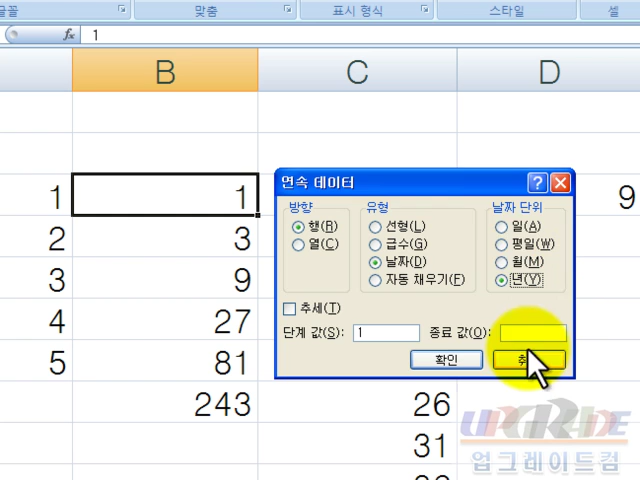 글꼴 맞춤 표시 형식 스타일 셀
fx 1
B C D
1 1 9
2 3
3 9
4 27
5 81
243 26
31
연속 데이터
방향 유형 날짜 단위
행(R) 선형(L) 일(A)
열(C) 급수(G) 평일(W)
날짜(D) 월(M)
자동 채우기(F) 년(Y)
추세(T)
단계 값(S): 1 종료 값(O):
확인
UPGRADE
업그레이드컴